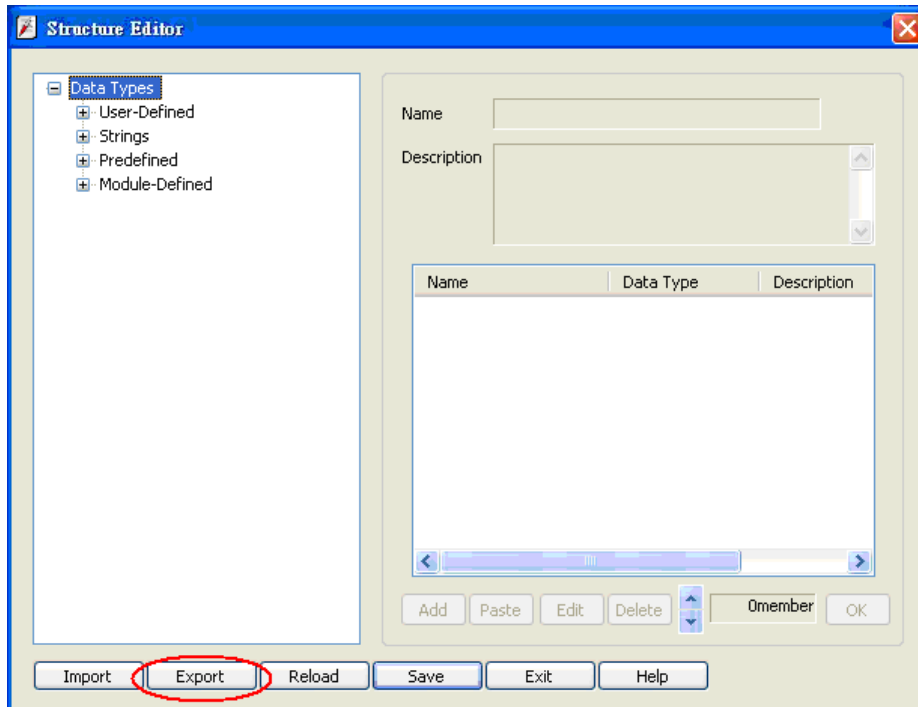 Structure Editor
Data Types
User-Defined
Strings
Predefined
Module-Defined
Name
Description
Name Data Type Description
Add Paste Edit Delete 0member OK
Import Export Reload Save Exit Help